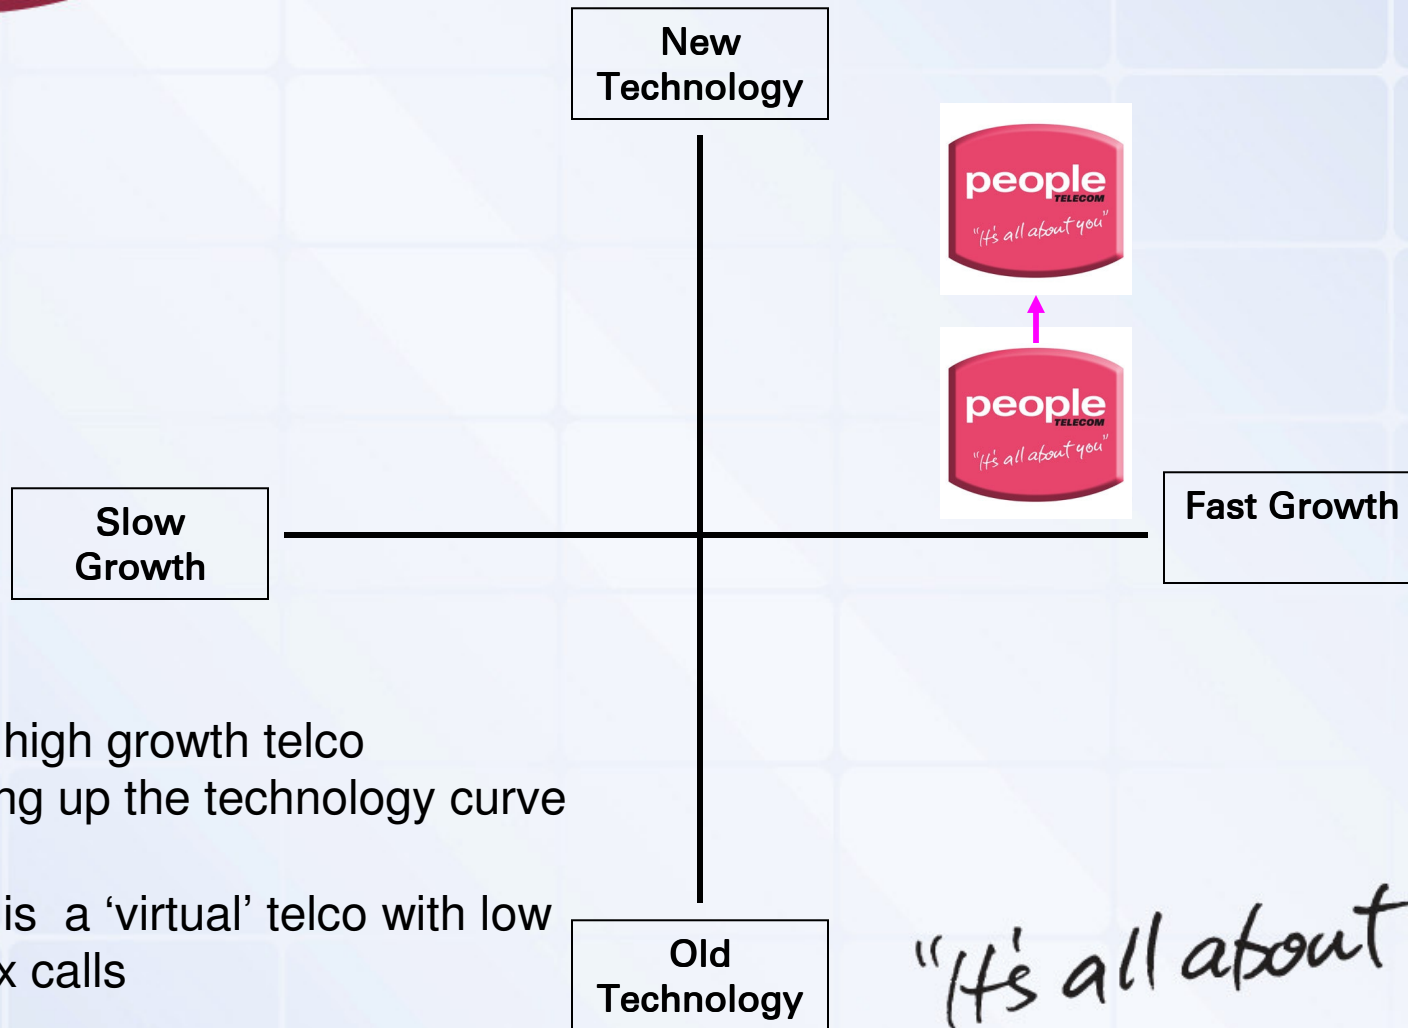 New
Technology
people
TELECOM
"It's all about you"
people
TELECOM
"It's all about you"
Fast Growth
Slow
Growth
high growth telco
up the technology curve
is a ‘virtual’ telco with low
calls
Old
Technology
"It's all about